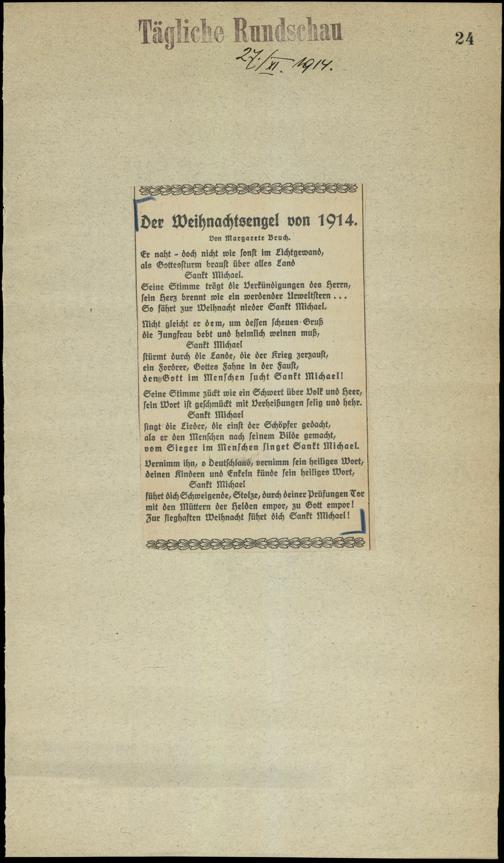 Tägliche Rundschau
24
27./XI. 1914.
Der Weihnachtsengel von 1914.
Von Margarete Bruch.
Er naht - doch nicht wie sonst im Lichtgewand,
als Gottessturm braust über alles Land
Sankt Michael.
Seine Stimme trägt die Verkündigungen des Herrn,
sein Herz brennt wie ein werdender Urweltstern ...
So fährt zur Weihnacht nieder Sankt Michael.
Nicht gleicht er dem, um dessen scheuen Gruß
die Jungfrau bebt und heimlich weinen muß,
Sankt Michael
stürmt durch die Lande, die der Krieg zerzaust,
ein Forderer, Gottes Fahne in der Faust,
den Gott im Menschen sucht Sankt Michael!
Seine Stimme zückt wie ein Schwert über Volk und Heer,
sein Wort ist geschmückt mit Verheißungen selig und hehr.
Sankt Michael
singt die Lieder, die einst der Schöpfer gedacht,
als er den Menschen nach seinem Bilde gemacht,
vom Sieger im Menschen singet Sankt Michael.
Vernimm ihn, o Deutschland, vernimm sein heiliges Wort,
deinen Kindern und Enkeln künde sein heiliges Wort,
Sankt Michael
führt dich Schweigende, Stolze, durch deiner Prüfungen Tor
mit den Müttern der Helden empor, zu Gott empor!
Zur sieghaften Weihnacht führt dich Sankt Michael!